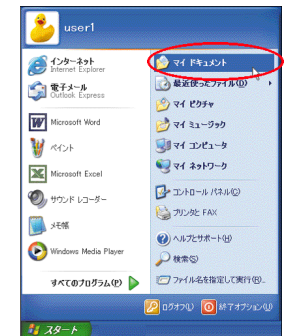 user1
インターネット
Internet Explorer
電子メール
Outlook Express
Microsoft Word
ペイント
Microsoft Excel
サウンド レコーダー
メモ帳
Windows Media Player
すべてのプログラム(P)
マイ ドキュメント
最近使ったファイル(D)
マイ ピクチャ
マイ ミュージック
マイ コンピュータ
マイ ネットワーク
コントロール パネル(C)
プリンタと FAX
ヘルプとサポート(H)
検索(S)
ファイル名を指定して実行(R)...
ログオフ(L)
終了オプション(U)
スタート